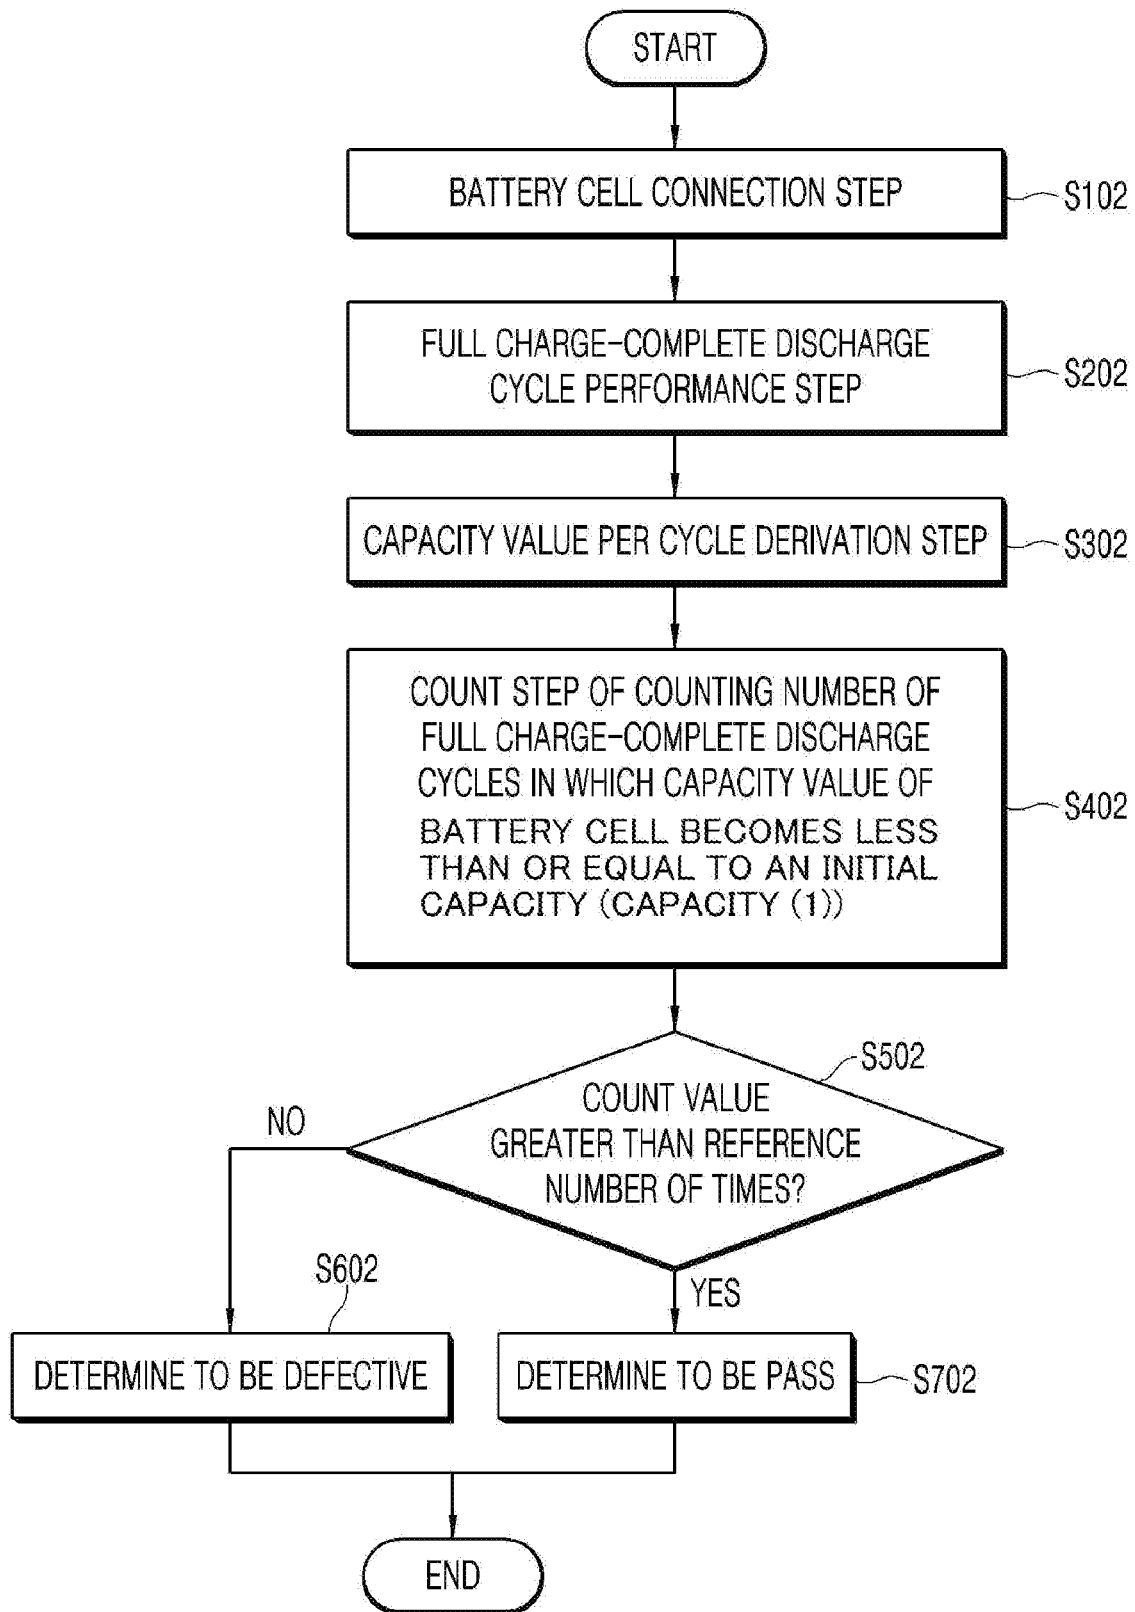 START
BATTERY CELL CONNECTION STEP
S102
FULL CHARGE-COMPLETE DISCHARGE
CYCLE PERFORMANCE STEP
S202
CAPACITY VALUE PER CYCLE DERIVATION STEP
S302
COUNT STEP OF COUNTING NUMBER OF
FULL CHARGE-COMPLETE DISCHARGE
CYCLES IN WHICH CAPACITY VALUE OF
BATTERY CELL BECOMES LESS
THAN OR EQUAL TO AN INITIAL
CAPACITY (CAPACITY (1))
S402
S502
COUNT VALUE
GREATER THAN REFERENCE
NUMBER OF TIMES?
NO
YES
S602
DETERMINE TO BE DEFECTIVE
DETERMINE TO BE PASS
S702
END